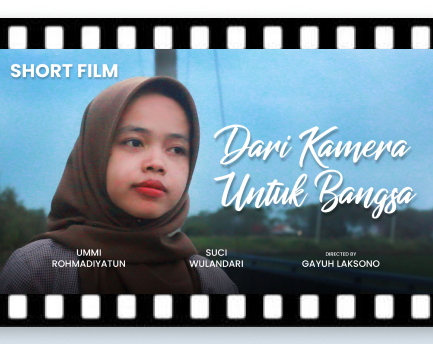 SHORT FILM
Dari Kamera
Untuk Bangsa
UMMI
ROHMADIYATUN
SUCI
WULANDARI
DIRECTED BY
GAYUH LAKSONO